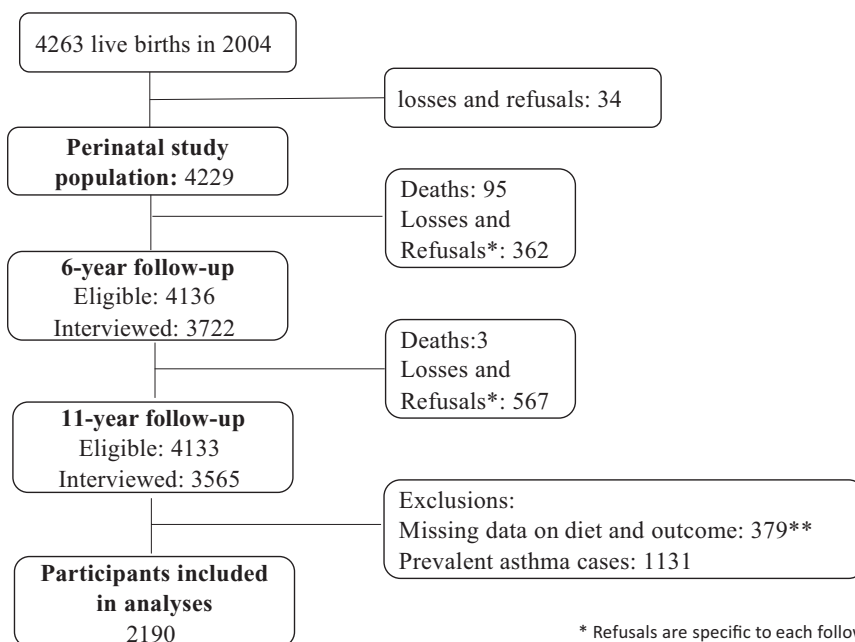 4263 live births in 2004
losses and refusals: 34
Perinatal study
population: 4229
Deaths: 95
Losses and
Refusals*: 362
6-year follow-up
Eligible: 4136
Interviewed: 3722
Deaths:3
Losses and
Refusals*: 567
11-year follow-up
Eligible: 4133
Interviewed: 3565
Exclusions:
Missing data on diet and outcome: 379**
Prevalent asthma cases: 1131
Participants included
in analyses
2190
* Refusals are specific to each follow